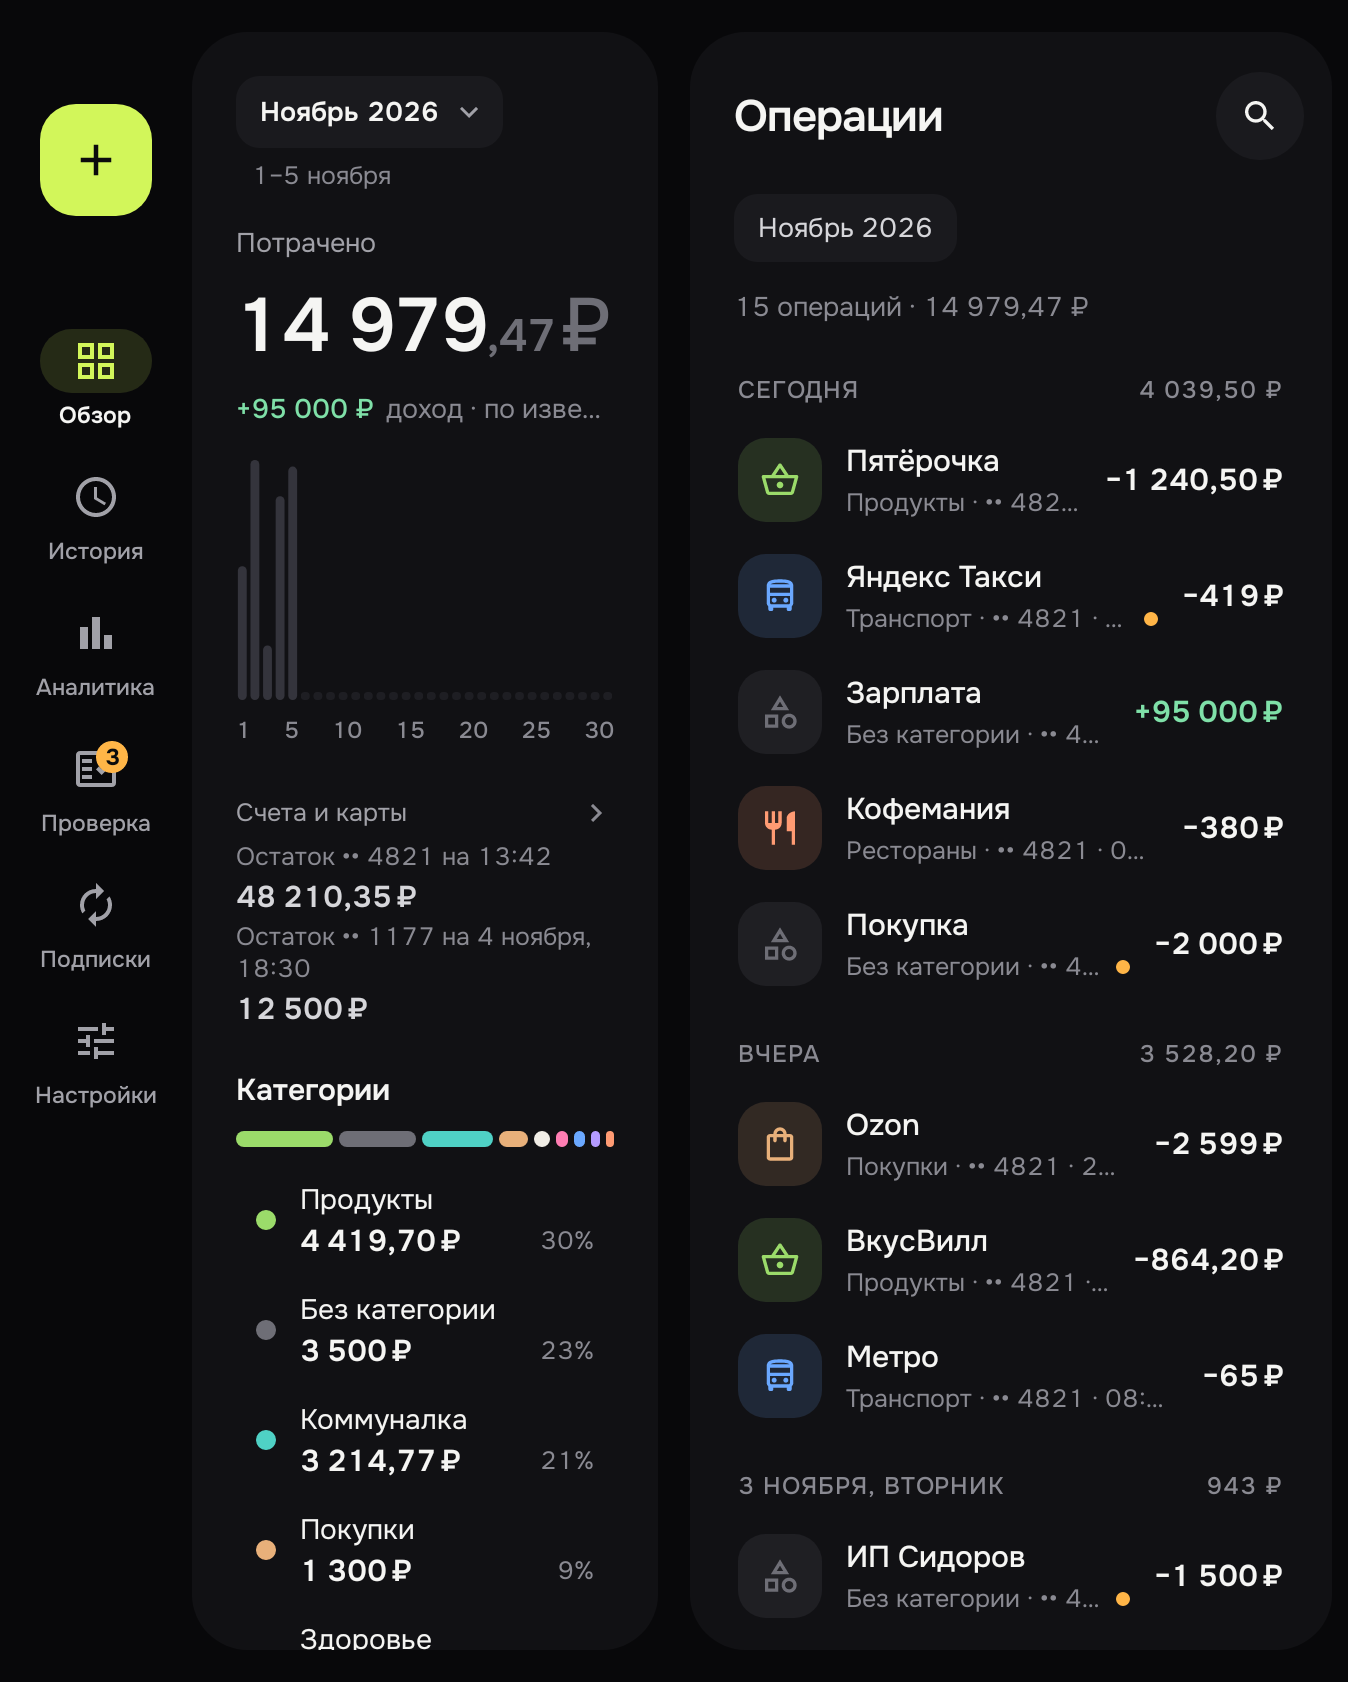 Обзор
История
Аналитика
3
Проверка
Подписки
Настройки
Ноябрь 2026
1–5 ноября
Потрачено
14 979,47 ₽
+95 000 ₽ доход · по изве...
1 5 10 15 20 25 30
Счета и карты
Остаток •• 4821 на 13:42
48 210,35 ₽
Остаток •• 1177 на 4 ноября,
18:30
12 500 ₽
Категории
Продукты
4 419,70 ₽ 30%
Без категории
3 500 ₽ 23%
Коммуналка
3 214,77 ₽ 21%
Покупки
1 300 ₽ 9%
Здоровье
Операции
Ноябрь 2026
15 операций · 14 979,47 ₽
СЕГОДНЯ 4 039,50 ₽
Пятёрочка
−1 240,50 ₽
Продукты · •• 482...
Яндекс Такси
−419 ₽
Транспорт · •• 4821 · ...
Зарплата
+95 000 ₽
Без категории · •• 4...
Кофемания
−380 ₽
Рестораны · •• 4821 · 0...
Покупка
−2 000 ₽
Без категории · •• 4...
ВЧЕРА 3 528,20 ₽
Ozon
−2 599 ₽
Покупки · •• 4821 · 2...
ВкусВилл
−864,20 ₽
Продукты · •• 4821 ·...
Метро
−65 ₽
Транспорт · •• 4821 · 08:...
3 НОЯБРЯ, ВТОРНИК 943 ₽
ИП Сидоров
−1 500 ₽
Без категории · •• 4...